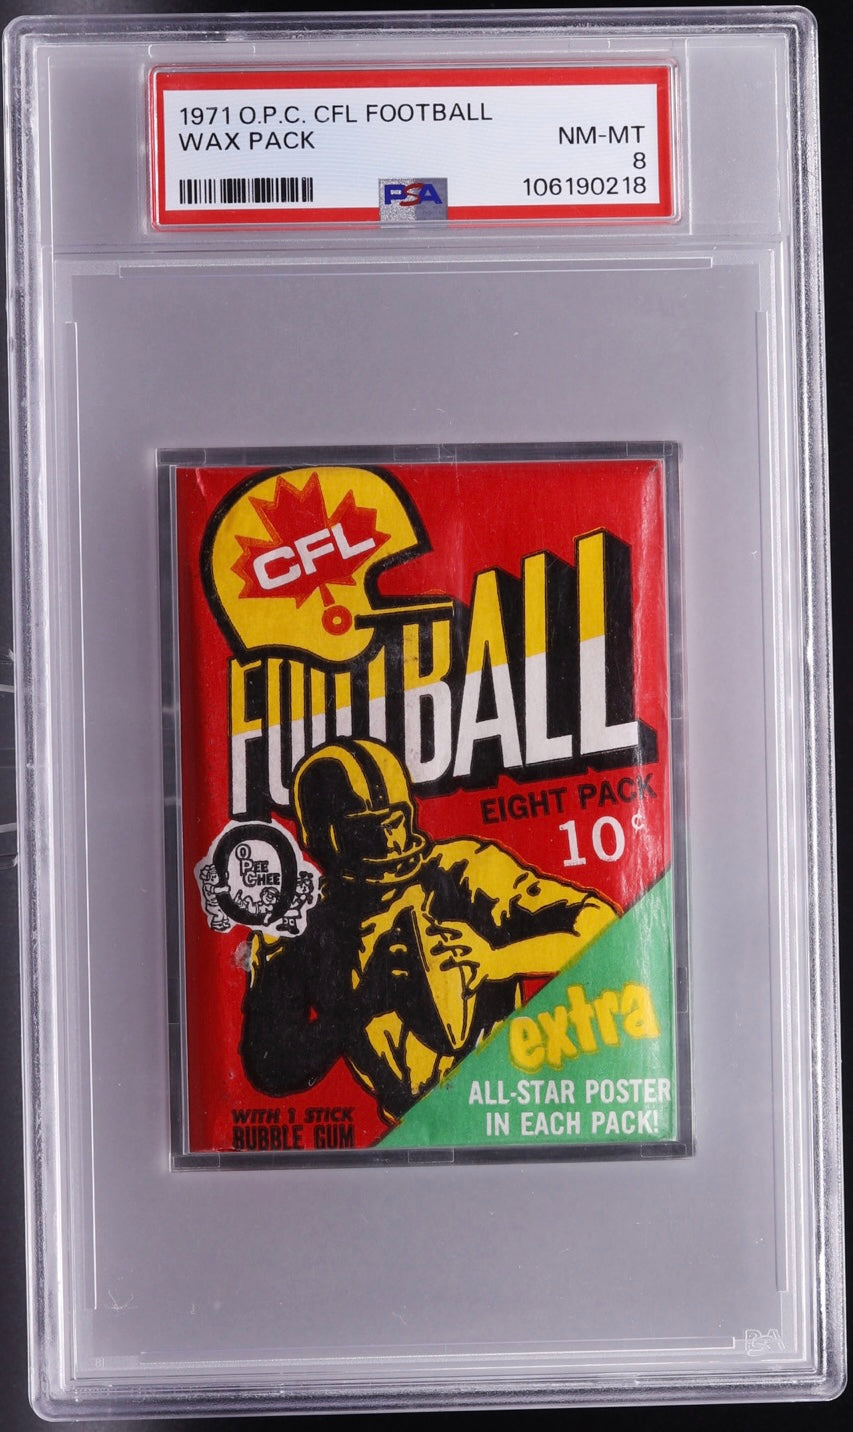 1971 O.P.C. CFL FOOTBALL
WAX PACK
NM-MT
8
106190218
PSA
CFL
FOOTBALL
EIGHT PACK
10¢
O
PEE
CHEE
extra
ALL-STAR POSTER
IN EACH PACK!
WITH 1 STICK
BUBBLE GUM
PSA